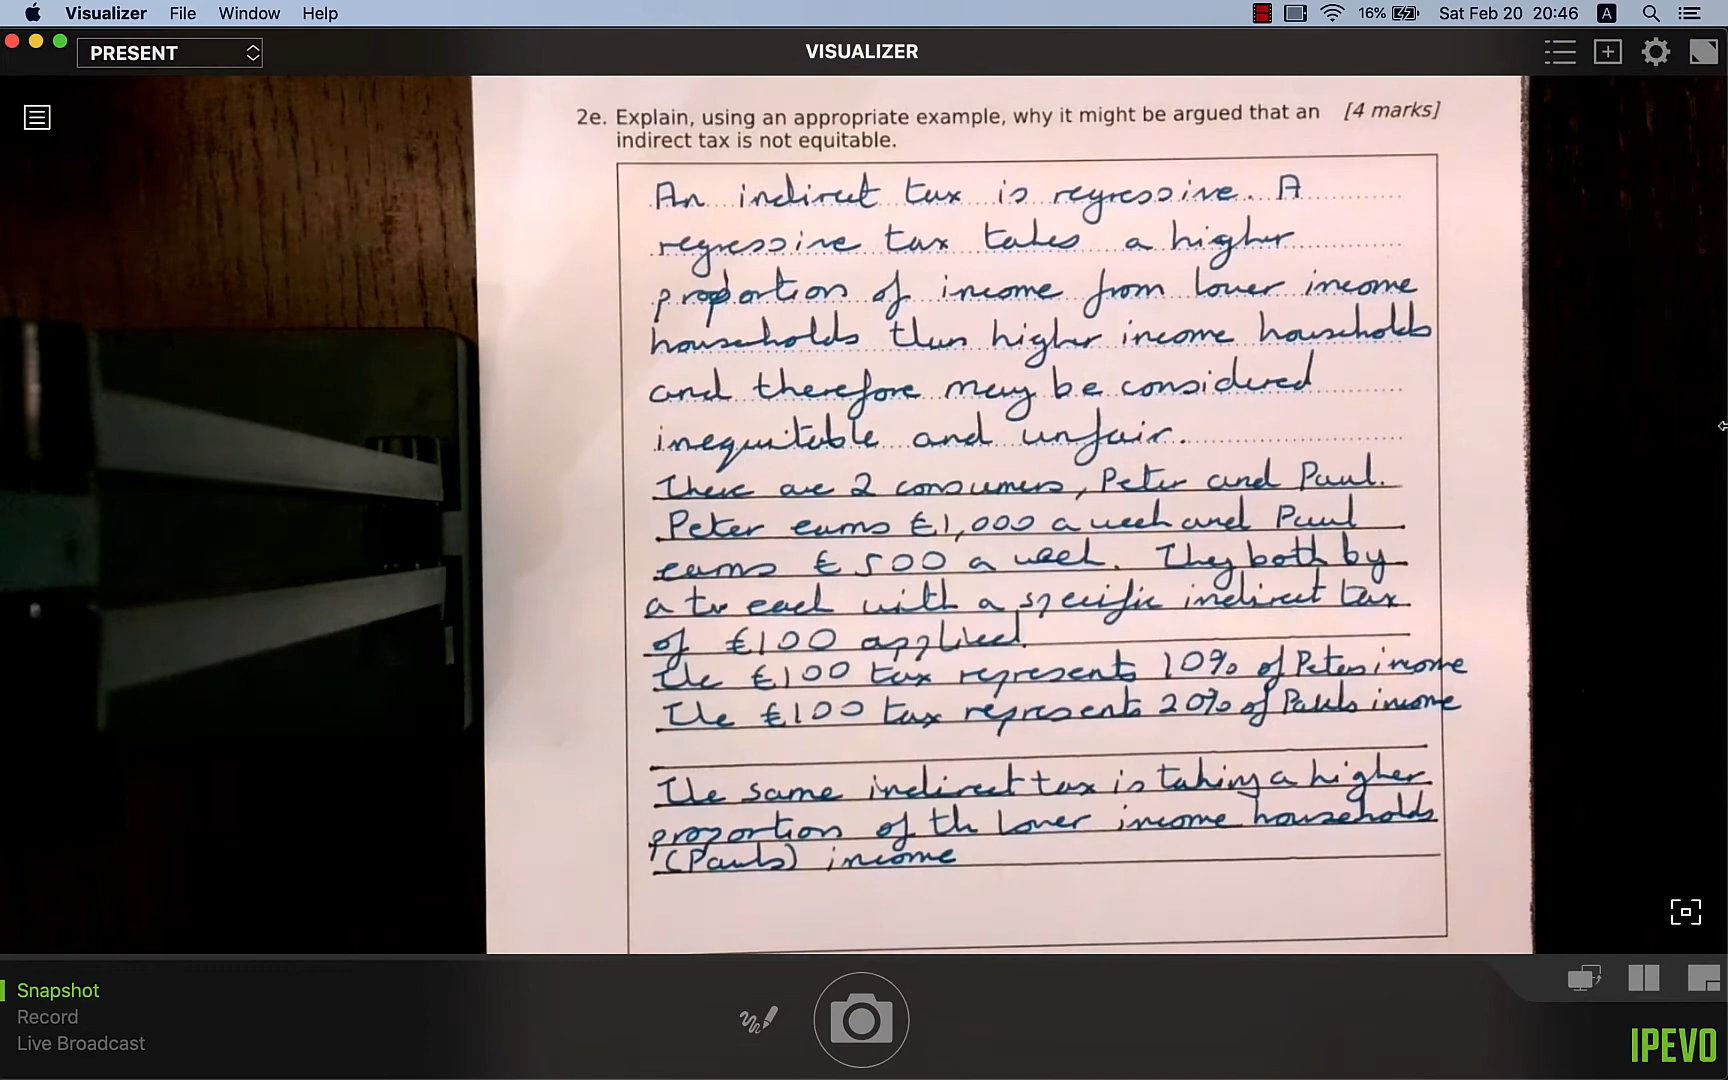 Visualizer File Window Help 16% Sat Feb 20 20:46 A
PRESENT VISUALIZER
2e. Explain, using an appropriate example, why it might be argued that an [4 marks]
indirect tax is not equitable.
An indirect tax is regressive. A
regressive tax takes a higher
proportion of income from lower income
households than higher income households
and therefore may be considered
inequitable and unfair.
There are 2 consumers, Peter and Paul.
Peter earns €1,000 a week and Paul
earns €500 a week. They both by
a tv each with a specific indirect tax
of €100 applied.
The €100 tax represents 10% of Peters income
The €100 tax represents 20% of Pauls income
The same indirect tax is taking a higher
proportion of th lower income households
(Pauls) income
Snapshot
Record
Live Broadcast
IPEVO